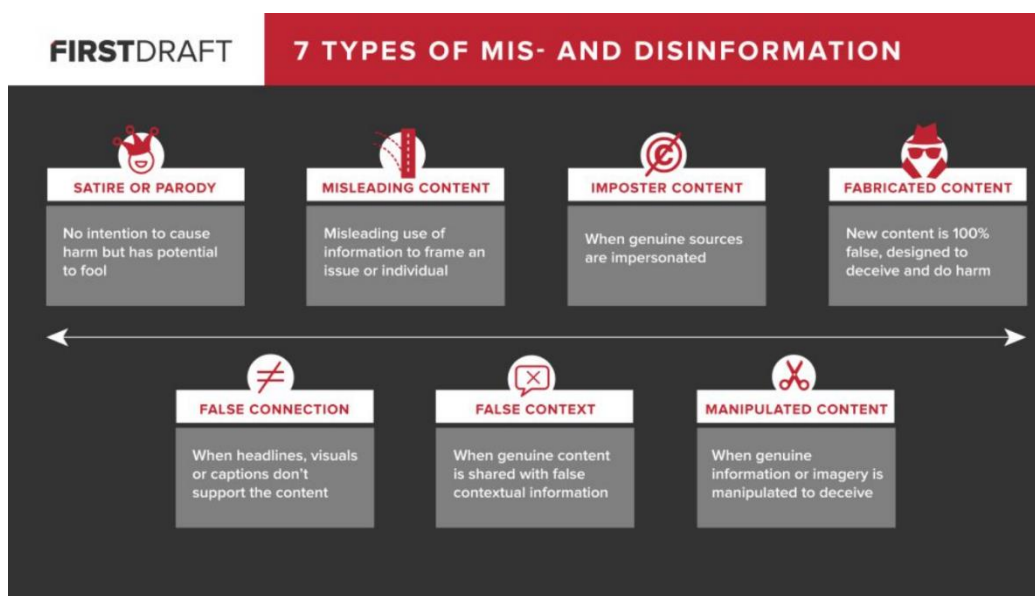 FIRSTDRAFT
7 TYPES OF MIS- AND DISINFORMATION
SATIRE OR PARODY
No intention to cause
harm but has potential
to fool
MISLEADING CONTENT
Misleading use of
information to frame an
issue or individual
IMPOSTER CONTENT
When genuine sources
are impersonated
FABRICATED CONTENT
New content is 100%
false, designed to
deceive and do harm
FALSE CONNECTION
When headlines, visuals
or captions don't
support the content
FALSE CONTEXT
When genuine content
is shared with false
contextual information
MANIPULATED CONTENT
When genuine
information or imagery is
manipulated to deceive